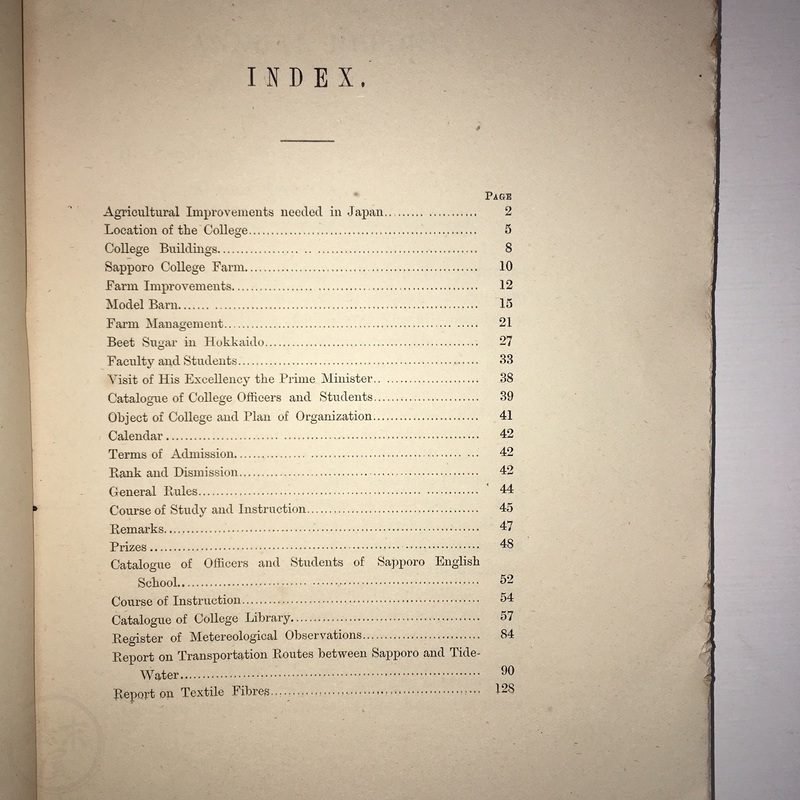 INDEX.
PAGE
Agricultural Improvements needed in Japan........ ........... 2
Location of the College................................................ 5
College Buildings................. .. .................................. 8
Sapporo College Farm................................................. 10
Farm Improvements................. .................................. 12
Model Barn....... ...................................................... 15
Farm Management................................................ ..... 21
Beet Sugar in Hokkaido............................................. 27
Faculty and Students................................................... 33
Visit of His Excellency the Prime Minister.. .................... 38
Catalogue of College Officers and Students...................... 39
Object of College and Plan of Organization...................... 41
Calendar ........................ ......................................... 42
Terms of Admission............... ................................ ... 42
Rank and Dismission.................................................. 42
General Rules................................................ ........... 44
Course of Study and Instruction.................................... 45
Remarks.................................................................. 47
Prizes ..................................................................... 48
Catalogue of Officers and Students of Sapporo English
School.............................. .................................. 52
Course of Instruction.................................................. 54
Catalogue of College Library........................................ 57
Register of Metereological Observations......................... 84
Report on Transportation Routes between Sapporo and Tide-
Water............................................................... 90
Report on Textile Fibres............................................. 128